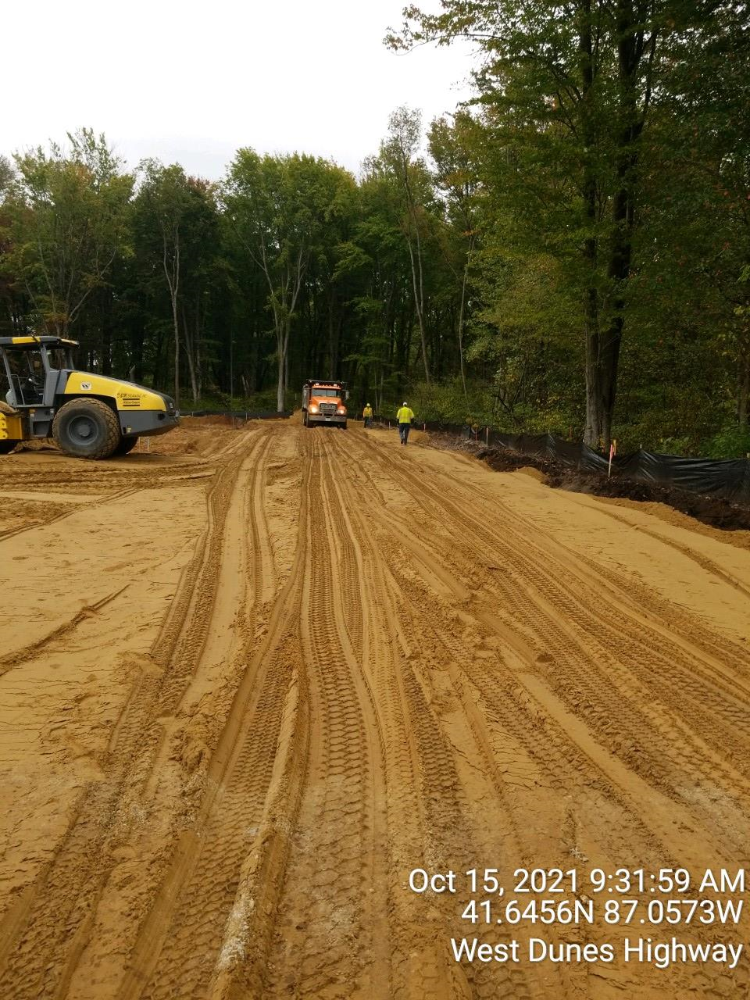 Oct 15, 2021 9:31:59 AM
41.6456N 87.0573W
West Dunes Highway